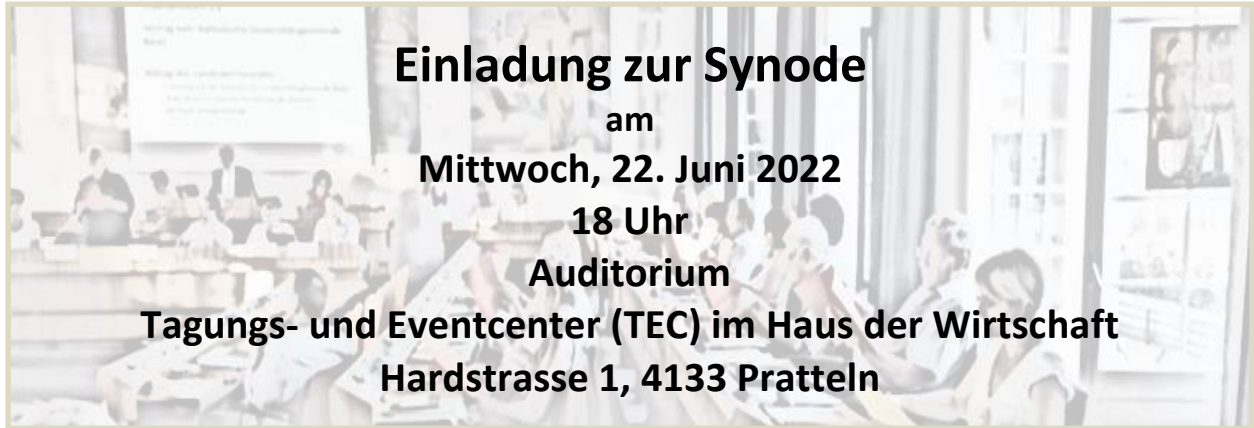 Einladung zur Synode
am
Mittwoch, 22. Juni 2022
18 Uhr
Auditorium
Tagungs- und Eventcenter (TEC) im Haus der Wirtschaft
Hardstrasse 1, 4133 Pratteln